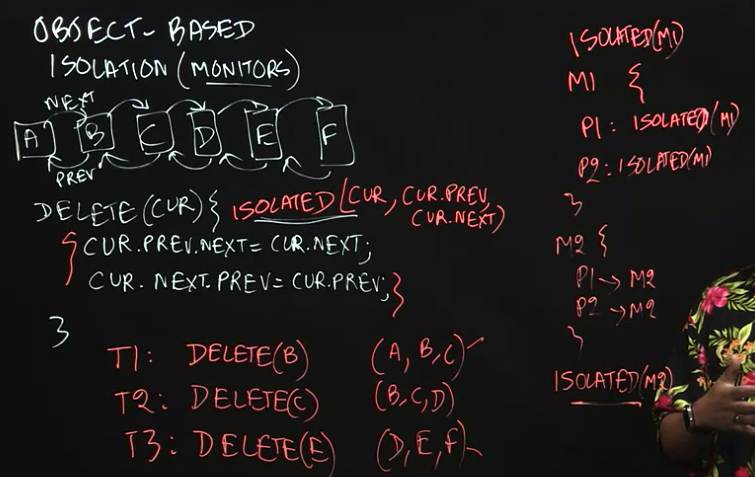 OBJECT-BASED
ISOLATION (MONITORS)
NEXT
A B C D E F
PREV
DELETE(CUR) { ISOLATED(CUR, CUR.PREV,
CUR.NEXT)
{ CUR.PREV.NEXT = CUR.NEXT;
CUR.NEXT.PREV = CUR.PREV; }
}
T1: DELETE(B) (A, B, C)
T2: DELETE(C) (B, C, D)
T3: DELETE(E) (D, E, F)
ISOLATED(M1)
M1 {
P1: ISOLATED(M1)
P2: ISOLATED(M1)
}
M2 {
P1 → M2
P2 → M2
}
ISOLATED(M2)